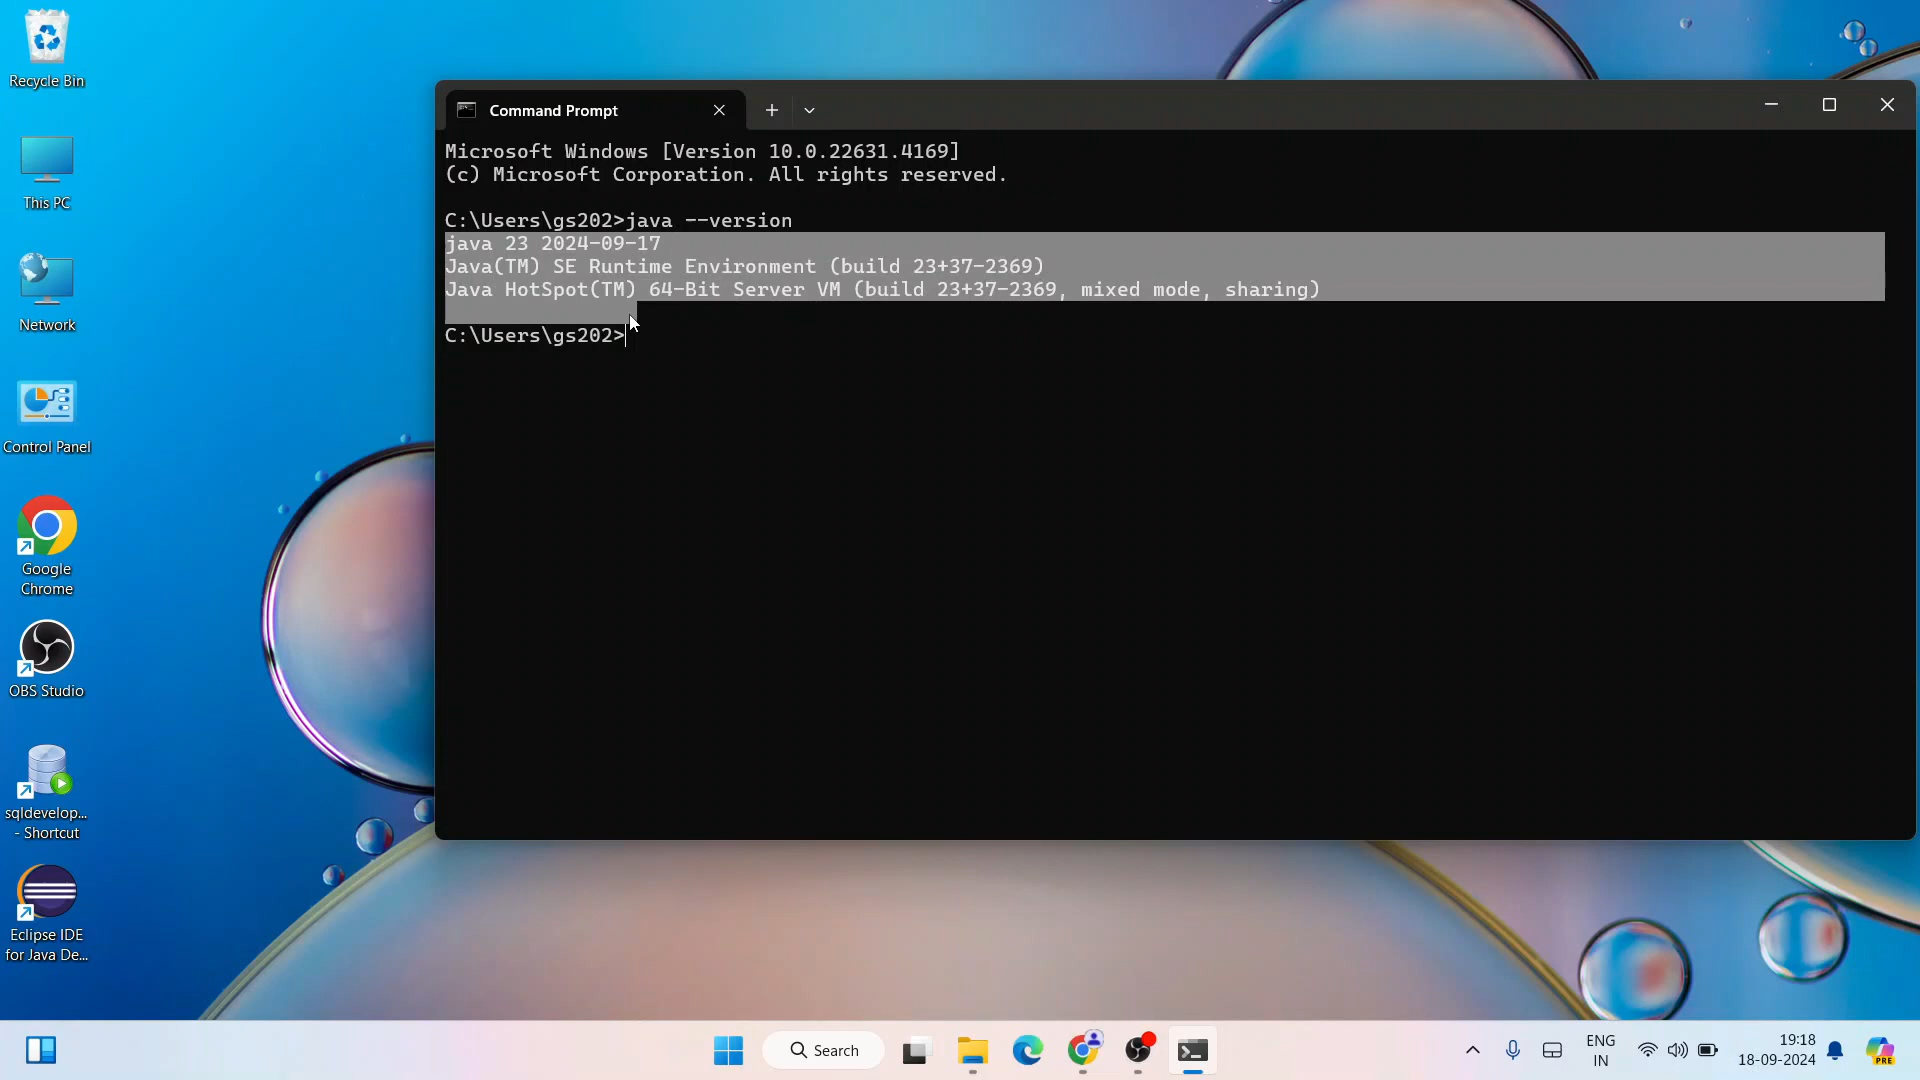 Recycle Bin
This PC
Network
Control Panel
Google
Chrome
OBS Studio
sqldevelop...
- Shortcut
Eclipse IDE
for Java De...
Command Prompt
Microsoft Windows [Version 10.0.22631.4169]
(c) Microsoft Corporation. All rights reserved.
C:\Users\gs202>java --version
java 23 2024-09-17
Java(TM) SE Runtime Environment (build 23+37-2369)
Java HotSpot(TM) 64-Bit Server VM (build 23+37-2369, mixed mode, sharing)
C:\Users\gs202>
Search
ENG
IN
19:18
18-09-2024
PRE